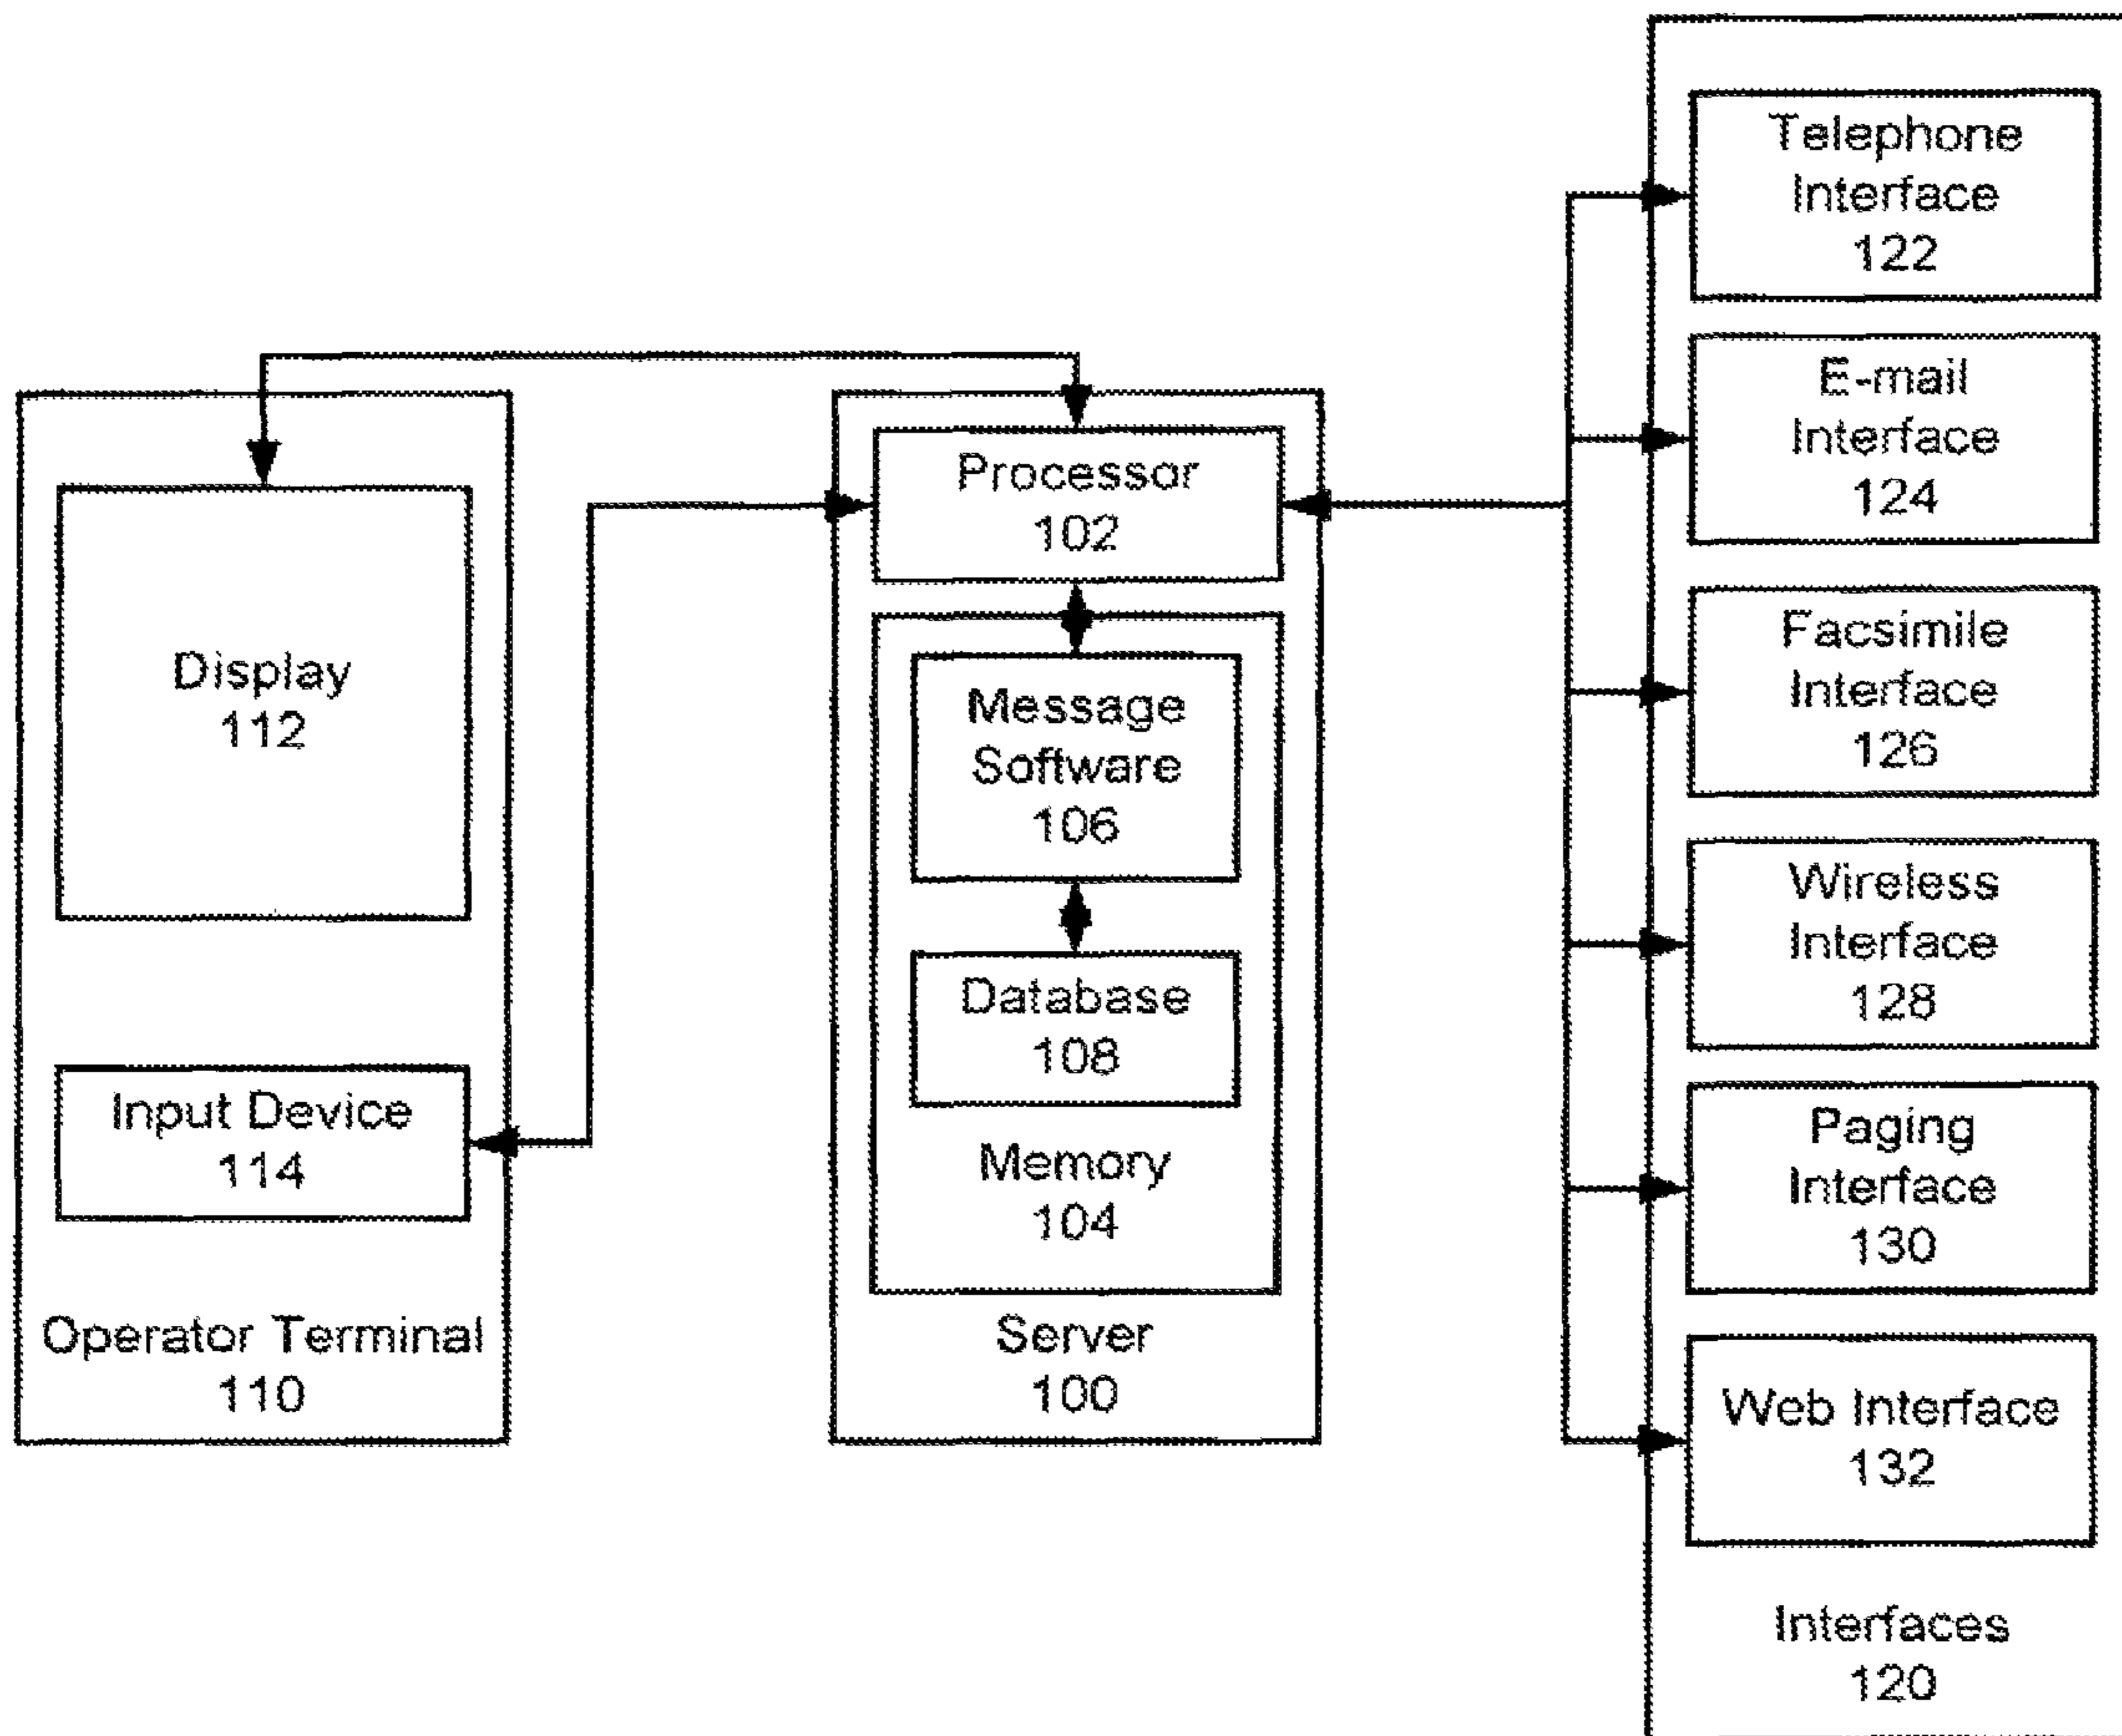 Display
112
Input Device
114
Operator Terminal
110
Processor
102
Message
Software
106
Database
108
Memory
104
Server
100
Telephone
Interface
122
E-mail
Interface
124
Facsimile
Interface
126
Wireless
Interface
128
Paging
Interface
130
Web Interface
132
Interfaces
120